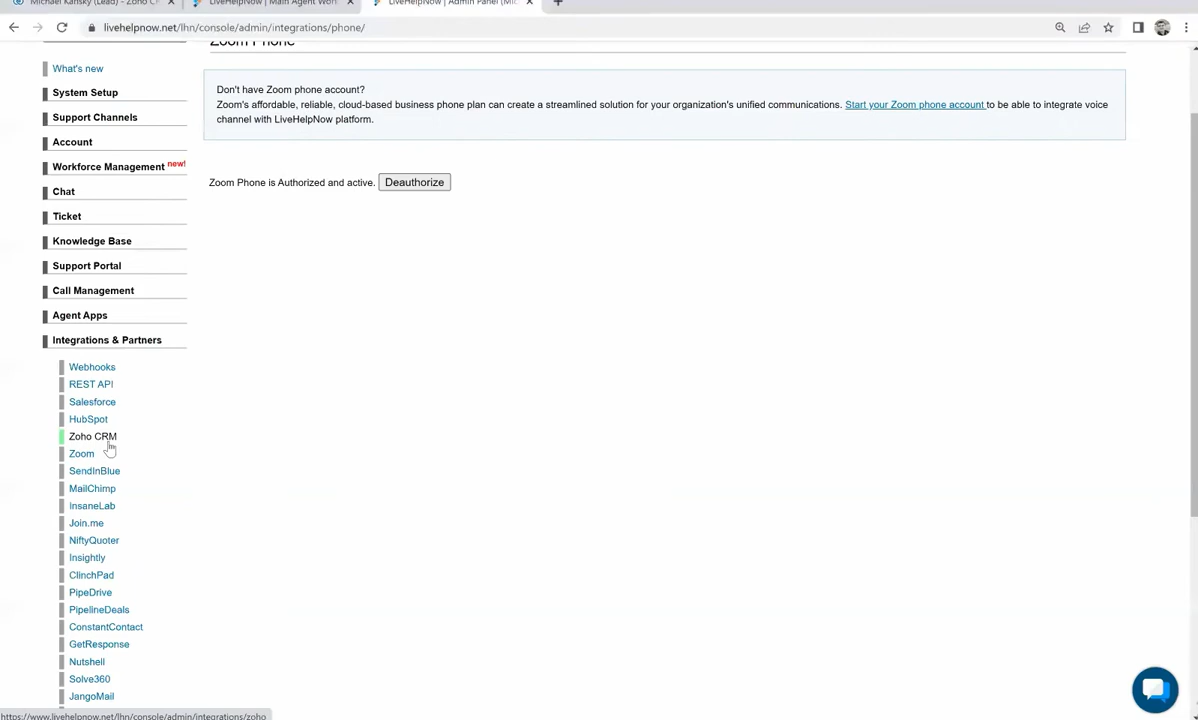 Michael Kansky (Lead) - Zoho C
LiveHelpNow | Main Agent Wor
LiveHelpNow | Admin Panel (Mic
livehelpnow.net/lhn/console/admin/integrations/phone/
Zoom Phone
What's new
System Setup
Support Channels
Account
Workforce Management new!
Chat
Ticket
Knowledge Base
Support Portal
Call Management
Agent Apps
Integrations & Partners
Webhooks
REST API
Salesforce
HubSpot
Zoho CRM
Zoom
SendInBlue
MailChimp
InsaneLab
Join.me
NiftyQuoter
Insightly
ClinchPad
PipeDrive
PipelineDeals
ConstantContact
GetResponse
Nutshell
Solve360
JangoMail
Don't have Zoom phone account?
Zoom's affordable, reliable, cloud-based business phone plan can create a streamlined solution for your organization's unified communications. Start your Zoom phone account to be able to integrate voice
channel with LiveHelpNow platform.
Zoom Phone is Authorized and active. Deauthorize
https://www.livehelpnow.net/lhn/console/admin/integrations/zoho